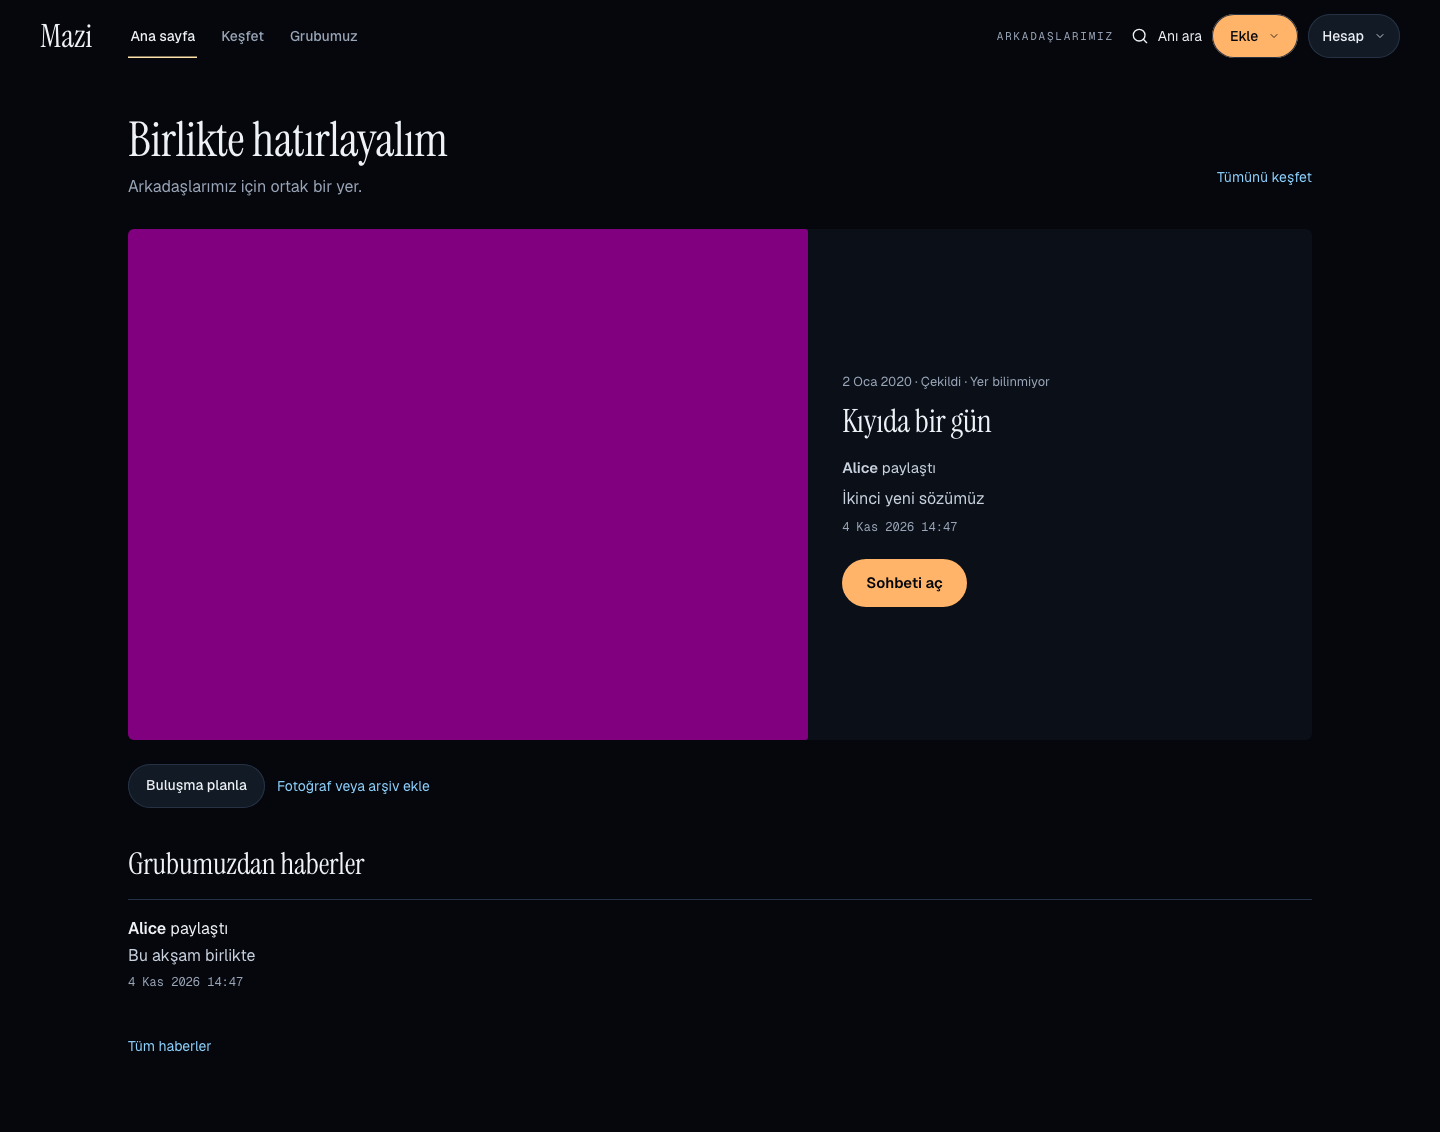 Mazi
Ana sayfa
Keşfet
Grubumuz
ARKADAŞLARIMIZ
Anı ara
Ekle
Hesap
Birlikte hatırlayalım
Arkadaşlarımız için ortak bir yer.
Tümünü keşfet
2 Oca 2020 · Çekildi · Yer bilinmiyor
Kıyıda bir gün
Alice paylaştı
İkinci yeni sözümüz
4 Kas 2026 14:47
Sohbeti aç
Buluşma planla
Fotoğraf veya arşiv ekle
Grubumuzdan haberler
Alice paylaştı
Bu akşam birlikte
4 Kas 2026 14:47
Tüm haberler